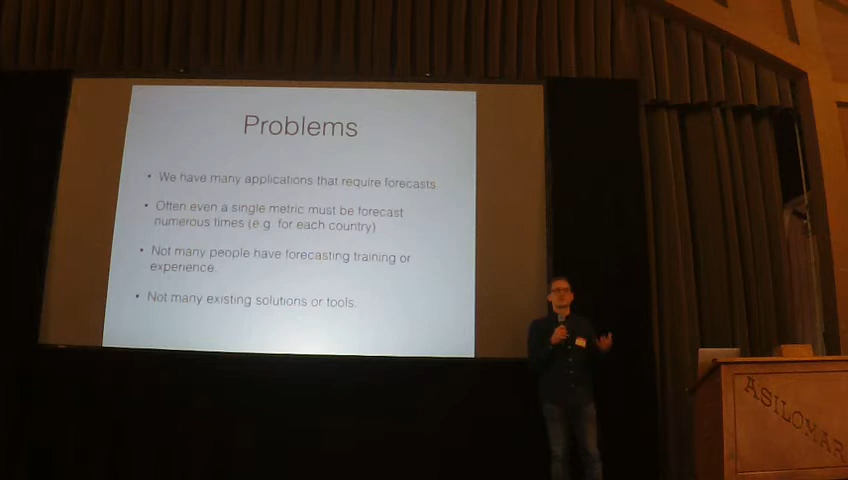 Problems
• We have many applications that require forecasts
• Often even a single metric must be forecast
numerous times (e.g. for each country)
• Not many people have forecasting training or
experience.
• Not many existing solutions or tools.
ASILOMAR